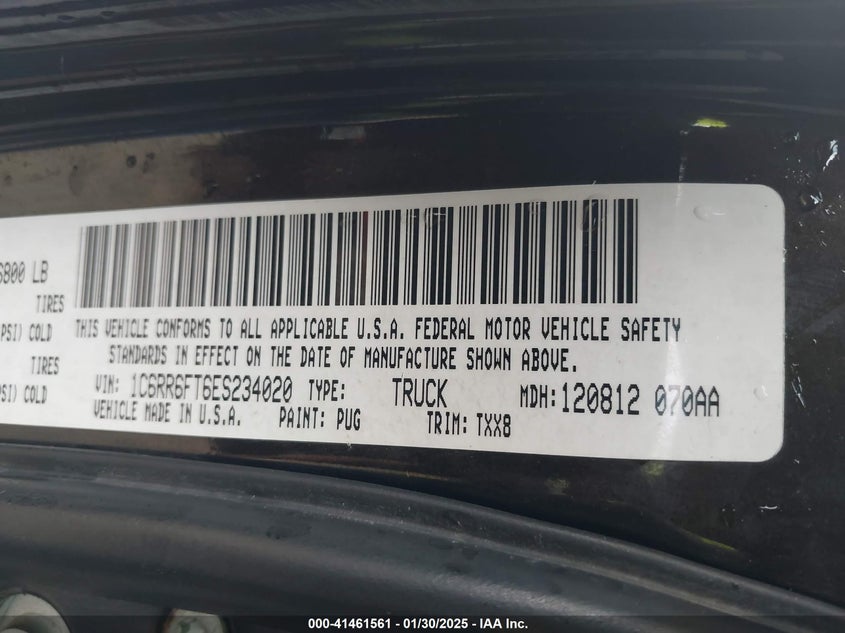 6800 LB
TIRES
PSI) COLD
TIRES
PSI) COLD
THIS VEHICLE CONFORMS TO ALL APPLICABLE U.S.A. FEDERAL MOTOR VEHICLE SAFETY
STANDARDS IN EFFECT ON THE DATE OF MANUFACTURE SHOWN ABOVE.
VIN: 1C6RR6FT6ES234020 TYPE: TRUCK MDH: 120812 070AA
VEHICLE MADE IN U.S.A. PAINT: PUG TRIM: TXX8
000-41461561 — 01/30/2025 — IAA Inc.